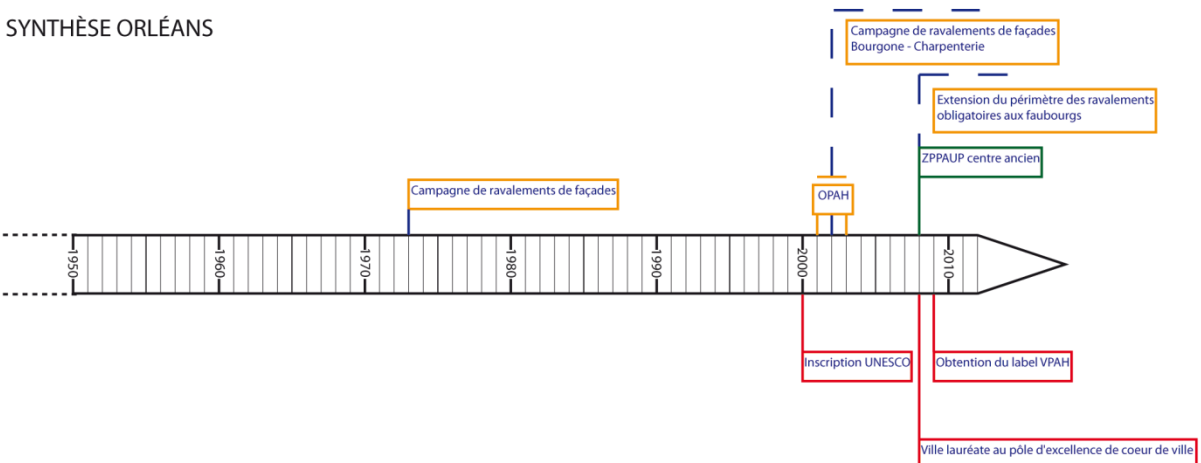 SYNTHÈSE ORLÉANS
Campagne de ravalements de façades
Bourgone - Charpenterie
Extension du périmètre des ravalements
obligatoires aux faubourgs
ZPPAUP centre ancien
Campagne de ravalements de façades
OPAH
1950
1960
1970
1980
1990
2000
2010
Inscription UNESCO
Obtention du label VPAH
Ville lauréate au pôle d'excellence de coeur de ville